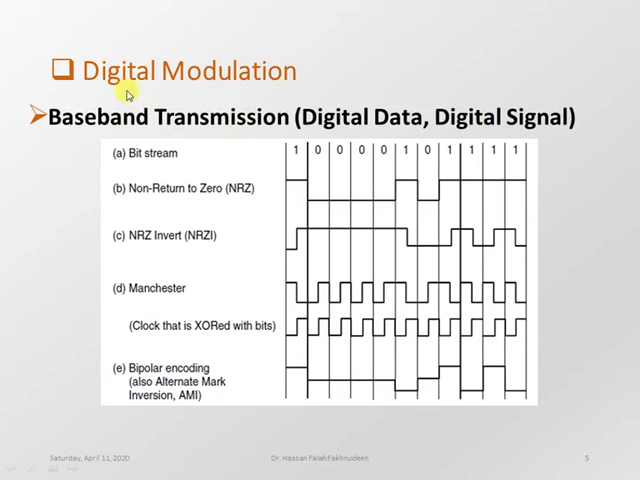 Digital Modulation
Baseband Transmission (Digital Data, Digital Signal)
(a) Bit stream 1 0 0 0 0 1 0 1 1 1 1
(b) Non-Return to Zero (NRZ)
(c) NRZ Invert (NRZI)
(d) Manchester
(Clock that is XORed with bits)
(e) Bipolar encoding
(also Alternate Mark
Inversion, AMI)
Saturday, April 11, 2020 Dr. Hassan Falah Fakhruldeen 5